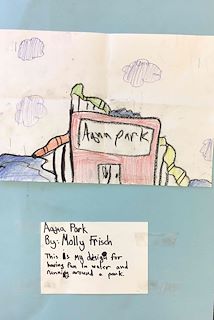 Aqua park
Aqua Park
By: Molly Frisch
This is my design for
having fun in water and
running around a park.